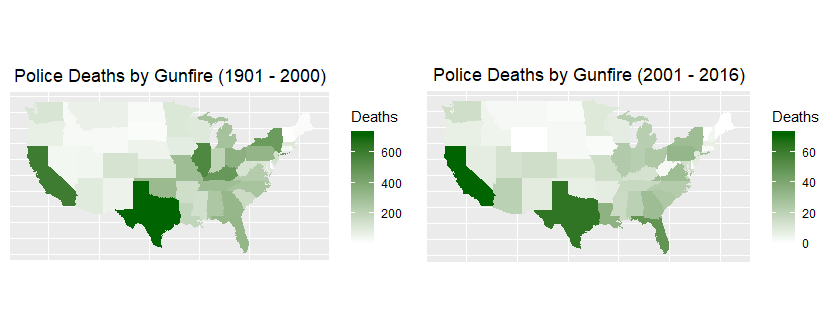 Police Deaths by Gunfire (1901 - 2000)
Deaths
600
400
200
Police Deaths by Gunfire (2001 - 2016)
Deaths
60
40
20
0